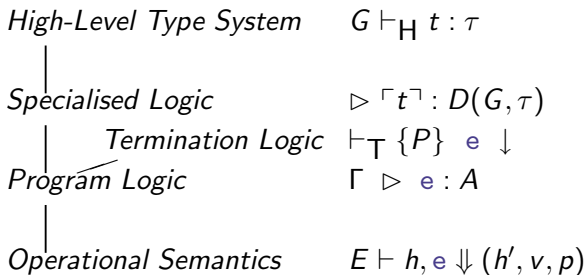 High-Level Type System G ⊢H t : τ
Specialised Logic ▷ ⌜t⌝ : D(G, τ)
Termination Logic ⊢T {P} e ↓
Program Logic Γ ▷ e : A
Operational Semantics E ⊢ h, e ⇓ (h′, v, p)